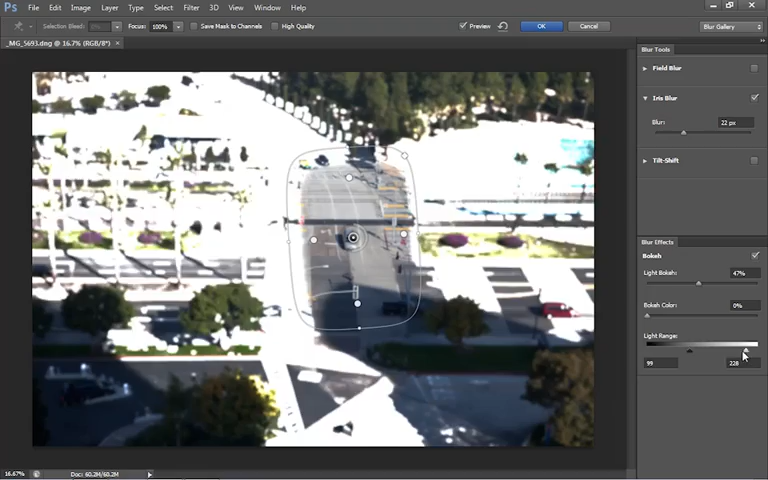 Ps File Edit Image Layer Type Select Filter 3D View Window Help
Selection Bleed: Focus: 100% Save Mask to Channels High Quality Preview OK Cancel Blur Gallery
_MG_5693.dng @ 16.7% (RGB/8*) ×
Blur Tools
Field Blur
Iris Blur
Blur: 22 px
Tilt-Shift
Blur Effects
Bokeh
Light Bokeh: 47%
Bokeh Color: 0%
Light Range:
99 228
16.67% Doc: 60.2M/60.2M